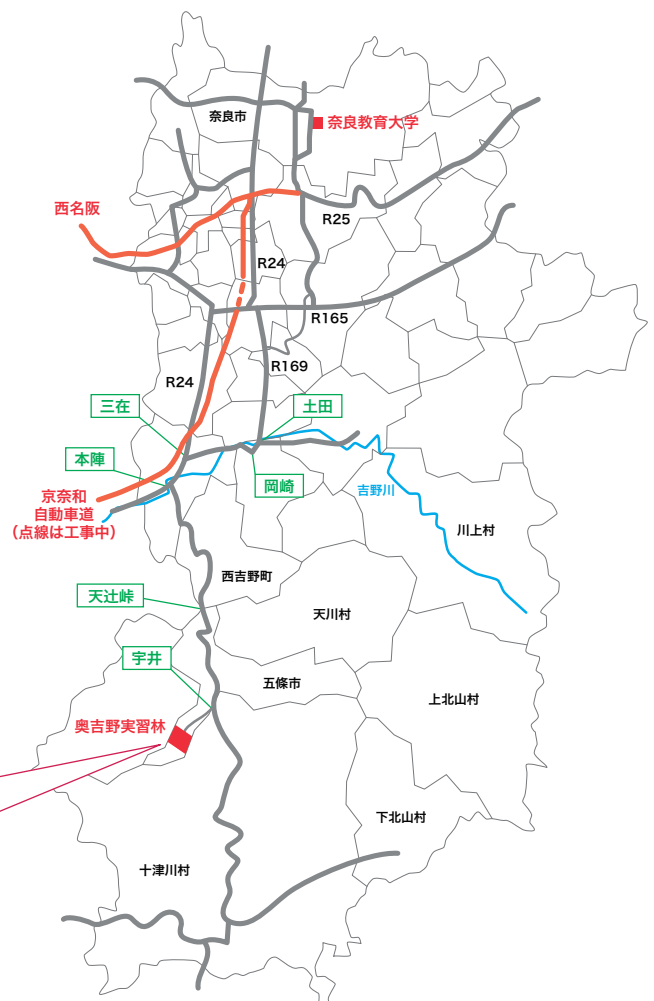 奈良市
奈良教育大学
西名阪
R25
R24
R165
R169
R24
三在
土田
本陣
岡崎
京奈和
自動車道
（点線は工事中）
吉野川
川上村
西吉野町
天辻峠
天川村
宇井
五條市
上北山村
奥吉野実習林
下北山村
十津川村